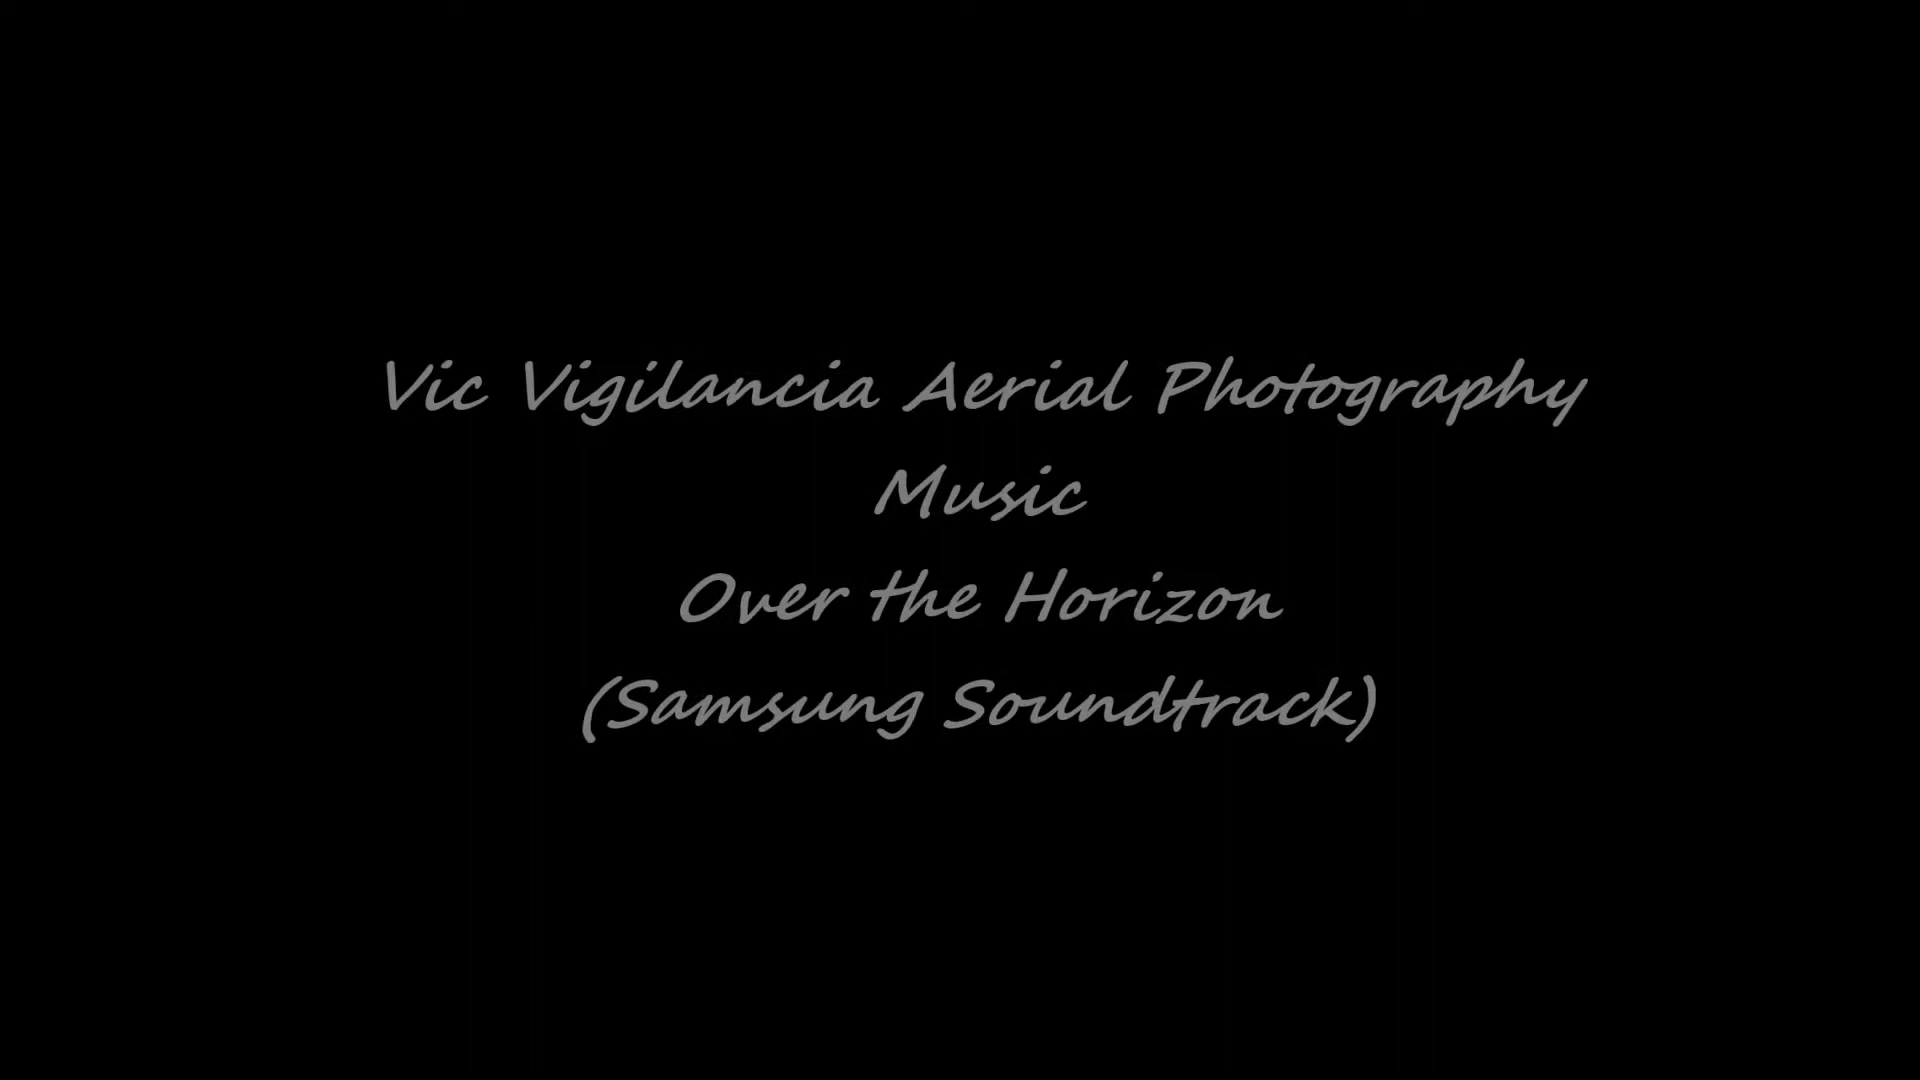 Vic Vigilancia Aerial Photography
Music
Over the Horizon
(Samsung Soundtrack)